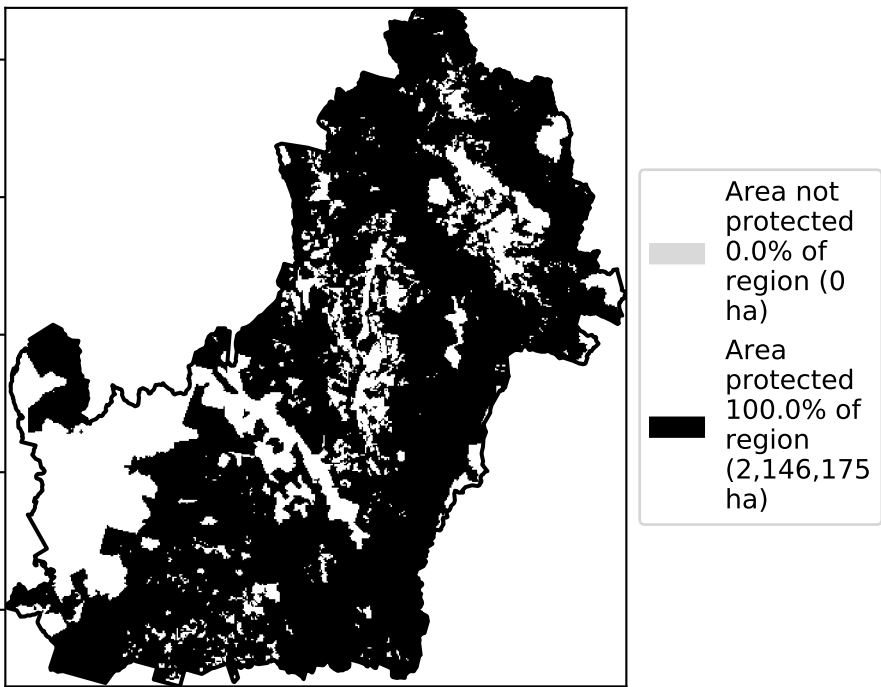 Area not
protected
0.0% of
region (0
ha)
Area
protected
100.0% of
region
(2,146,175
ha)